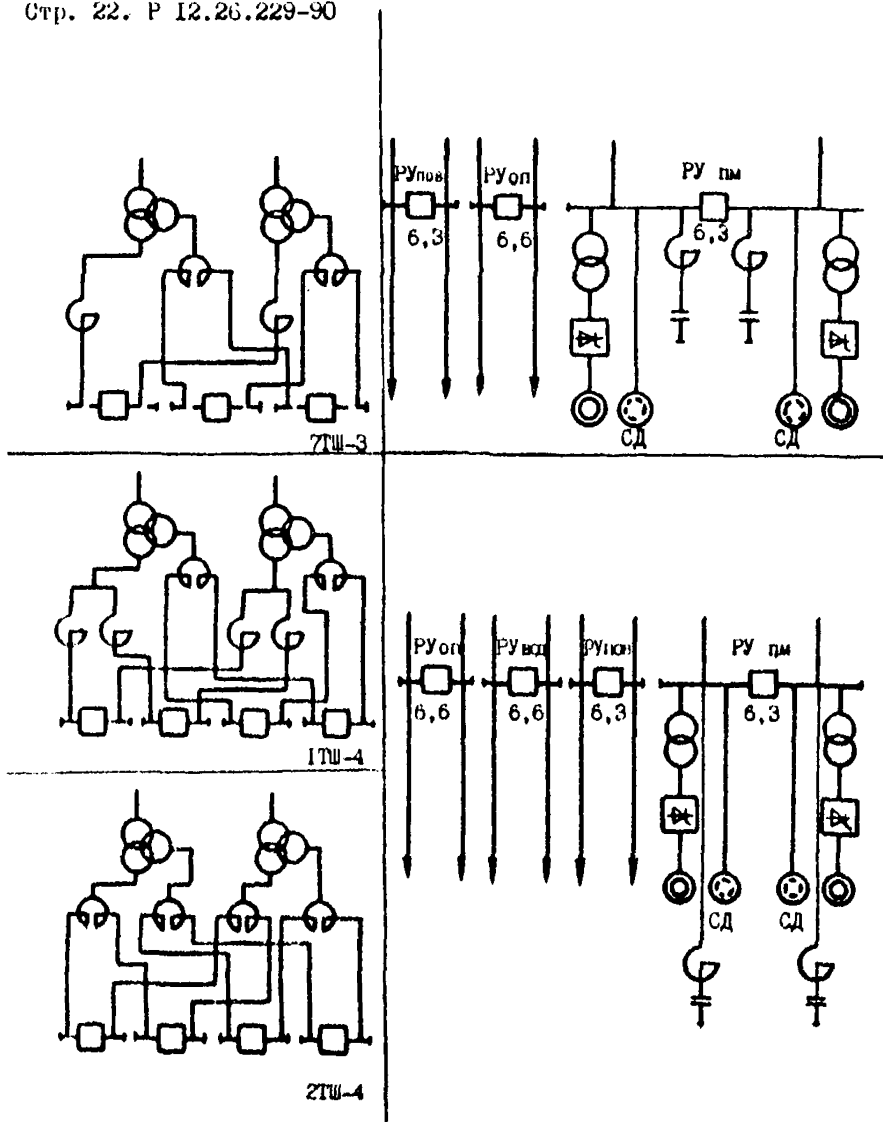 Стр. 22. Р 12.26.229-90
РУпов РУоп РУ пм
6,3 6,6 6,3
СД СД
7ТШ-3
РУоп РУвсд РУпов РУ пм
6,6 6,6 6,3 6,3
1ТШ-4
СД СД
2ТШ-4